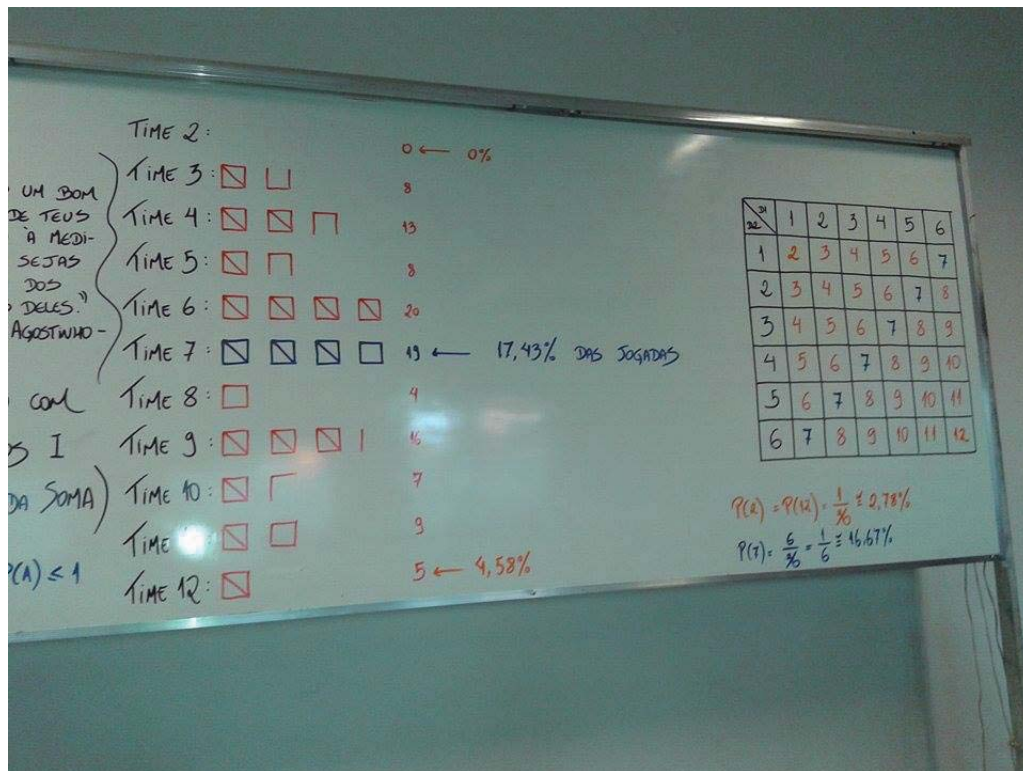 UM BOM
DE TEUS
À MEDI-
SEJAS
DOS
DELES."
AGOSTINHO-
COM
S I
DA SOMA)
P(A) ≤ 1
TIME 2:
0 ← 0%
TIME 3:
8
TIME 4:
13
TIME 5:
8
TIME 6:
20
TIME 7:
19 ← 17,43% DAS JOGADAS
TIME 8:
4
TIME 9:
16
TIME 10:
7
TIME
9
TIME 12:
5 ← 4,58%
D1
D2
1 2 3 4 5 6
1 2 3 4 5 6 7
2 3 4 5 6 7 8
3 4 5 6 7 8 9
4 5 6 7 8 9 10
5 6 7 8 9 10 11
6 7 8 9 10 11 12
P(2) = P(12) = 1/36 ≅ 2,78%
P(7) = 6/36 = 1/6 ≅ 16,67%